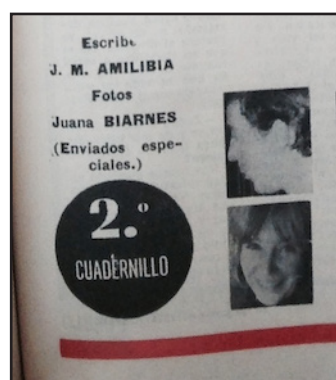 Escribe
J. M. AMILIBIA
Fotos
Juana BIARNES
(Enviados espe-
ciales.)
2.º
CUADERNILLO